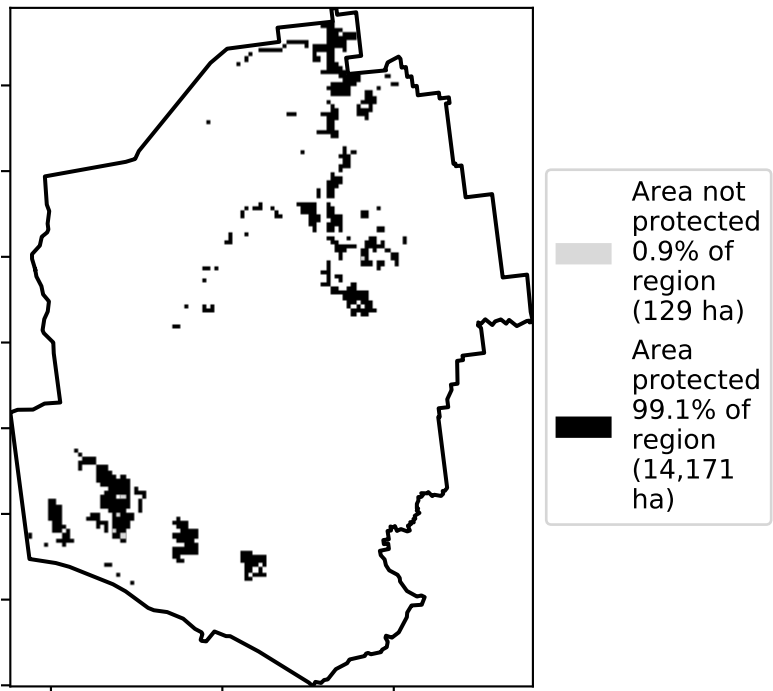 Area not
protected
0.9% of
region
(129 ha)
Area
protected
99.1% of
region
(14,171
ha)